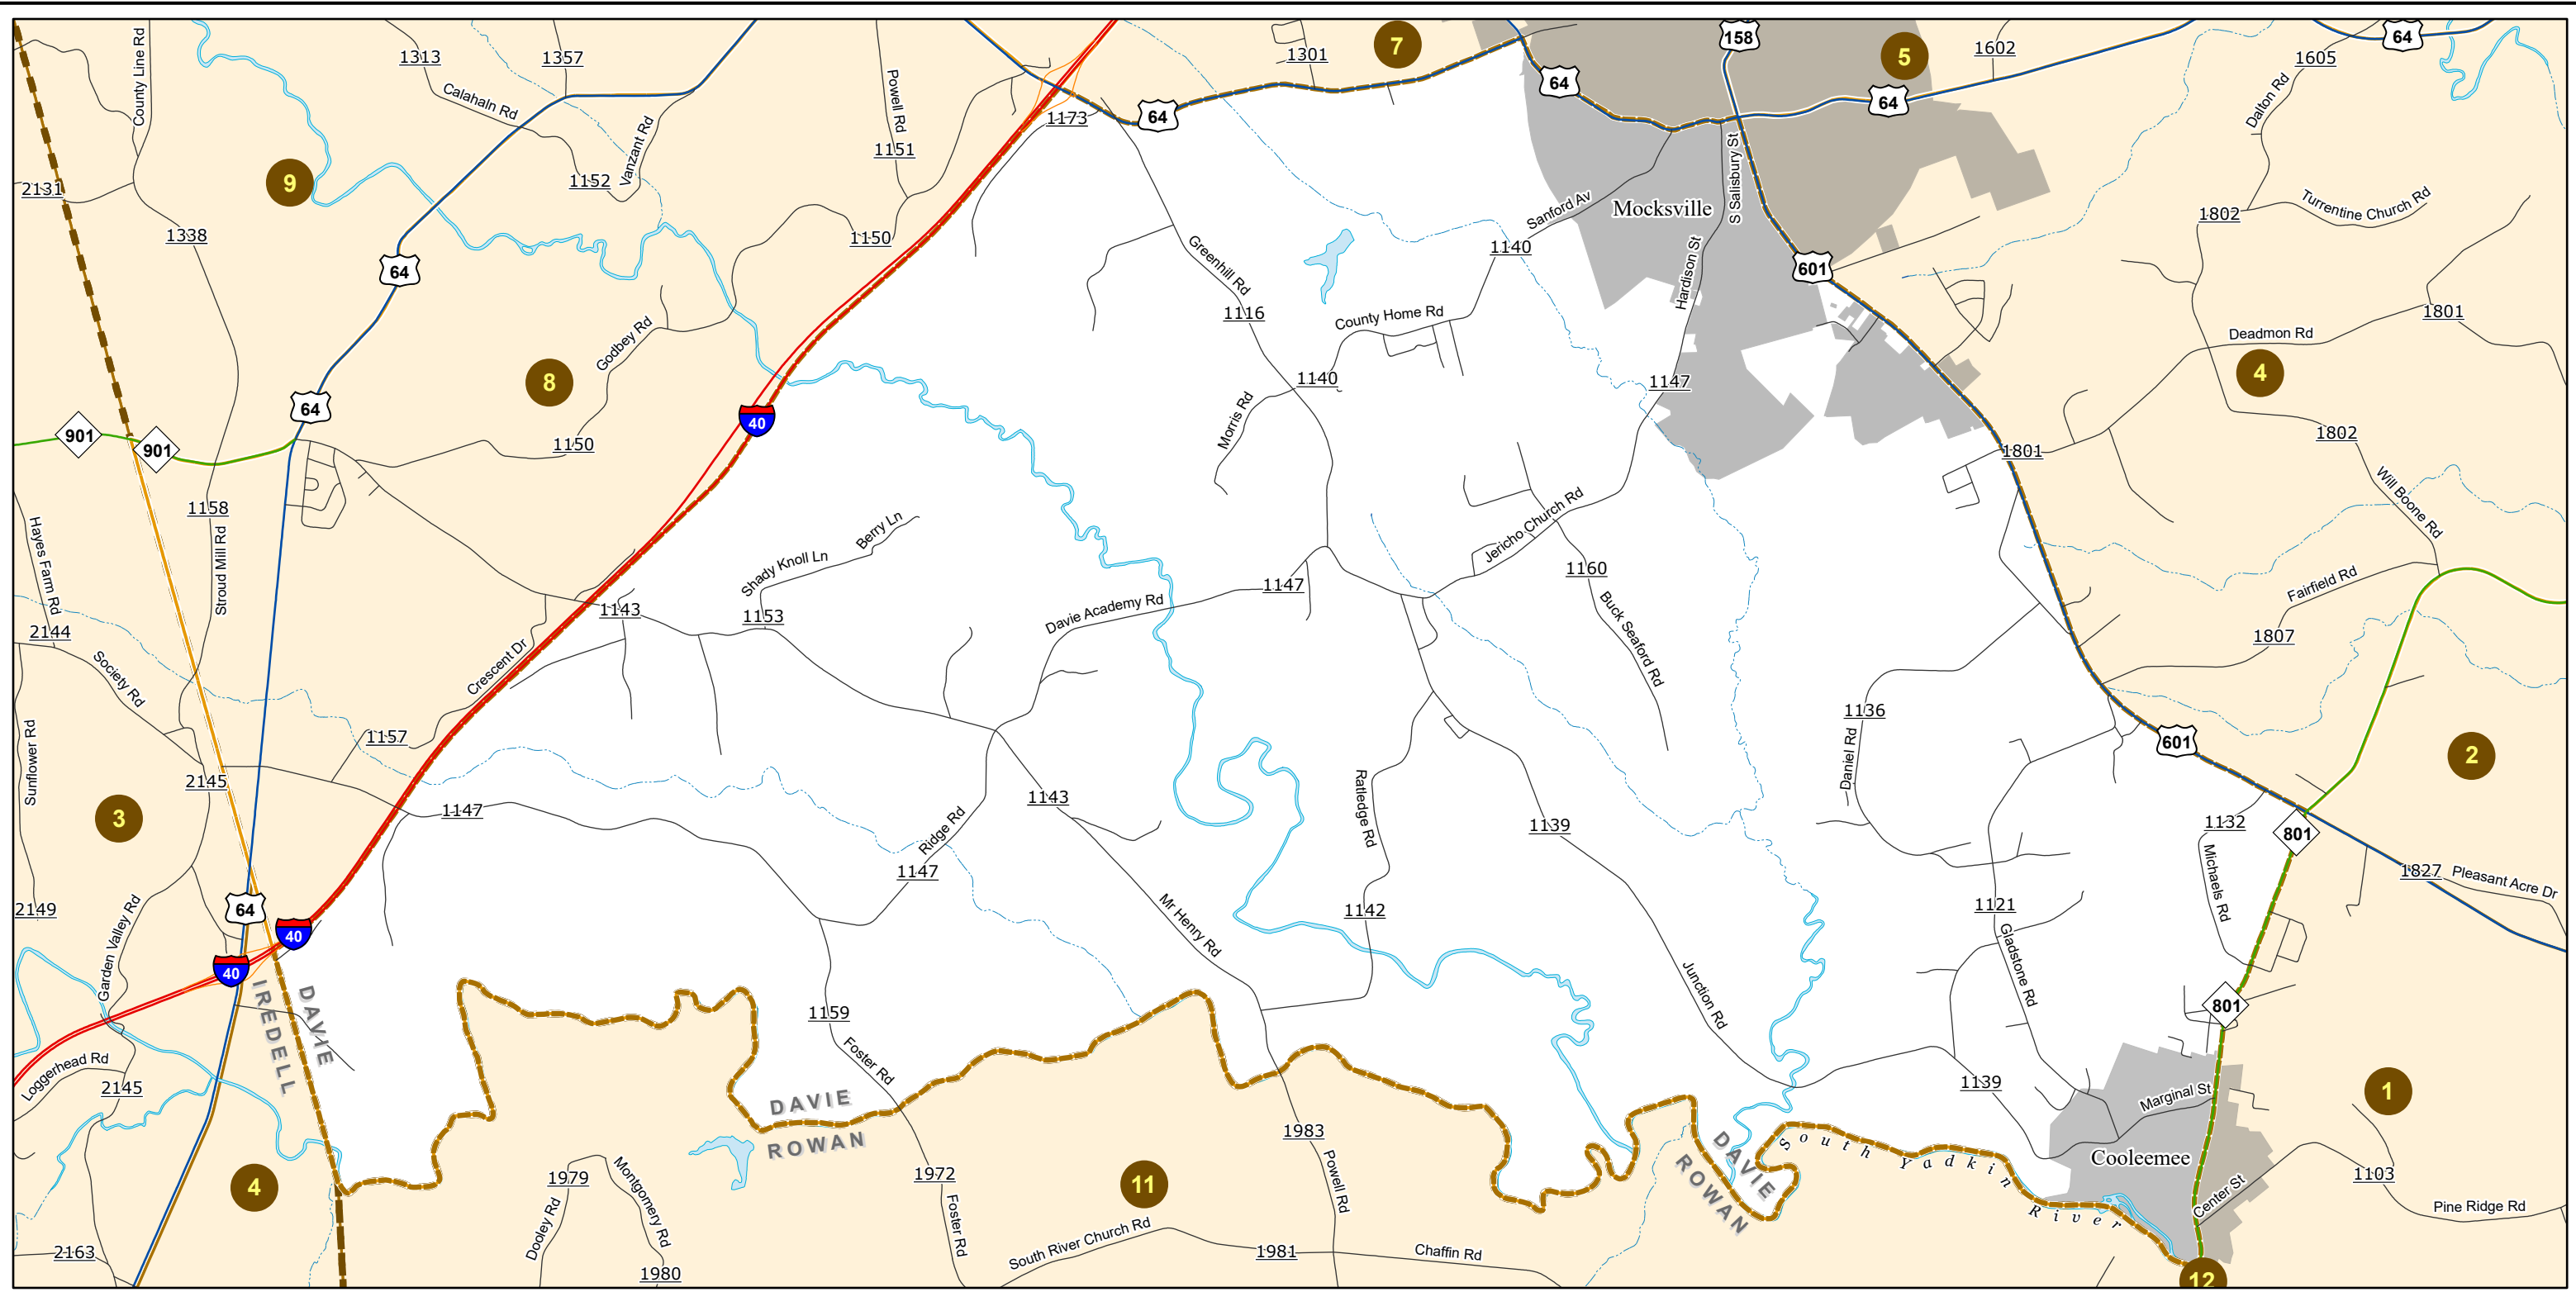 158
64
7
5
1602
64
1301
1605
1313
1357
County Line Rd
Calahaln Rd
Powell Rd
64
64
64
Dalton Rd
1173
1151
Vanzant Rd
S Salisbury St
9
2131
1152
Sanford Av
Mocksville
1802
Turrentine Church Rd
1338
1150
1140
Greenhill Rd
Hardison St
601
64
1116
County Home Rd
1801
Deadmon Rd
Godbey Rd
8
1140
1147
4
64
40
Morris Rd
901
901
1150
1801
1802
Will Boone Rd
1158
Hayes Farm Rd
Stroud Mill Rd
Berry Ln
Shady Knoll Ln
Jericho Church Rd
1160
1147
Fairfield Rd
1143
1153
Davie Academy Rd
Buck Seaford Rd
2144
1807
Society Rd
Crescent Dr
1136
1157
601
Sunflower Rd
2145
Daniel Rd
2
3
1147
1143
Ratledge Rd
1139
1132
801
Ridge Rd
1147
Michaels Rd
1827
Pleasant Acre Dr
2149
64
Garden Valley Rd
Mr Henry Rd
1142
1121
40
40
Gladstone Rd
Junction Rd
DAVIE
IREDELL
1159
801
Foster Rd
Loggerhead Rd
2145
1139
Marginal St
1
DAVIE
ROWAN
1983
DAVIE
ROWAN
South Yadkin River
Cooleemee
4
1979
Montgomery Rd
1972
11
Powell Rd
1103
Center St
Pine Ridge Rd
Dooley Rd
Foster Rd
South River Church Rd
2163
1980
1981
Chaffin Rd
12